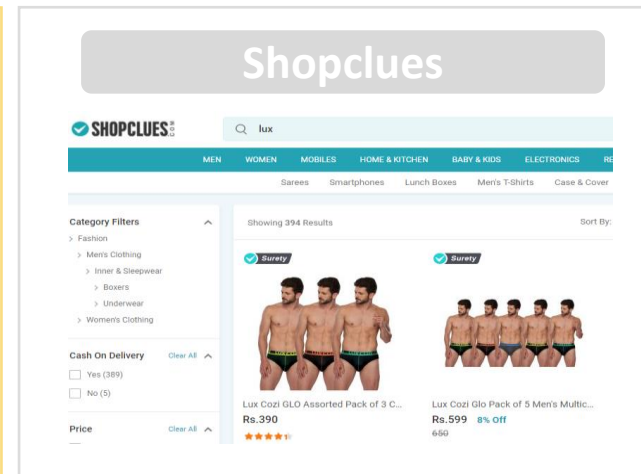 Shopclues
SHOPCLUES.COM
lux
MEN WOMEN MOBILES HOME & KITCHEN BABY & KIDS ELECTRONICS RE
Sarees Smartphones Lunch Boxes Men's T-Shirts Case & Cover
Category Filters
Showing 394 Results
Sort By:
> Fashion
> Men's Clothing
> Inner & Sleepwear
> Boxers
> Underwear
> Women's Clothing
Surety
Surety
Cash On Delivery Clear All
Yes (389)
No (5)
Price Clear All
Lux Cozi GLO Assorted Pack of 3 C...
Rs.390
Lux Cozi Glo Pack of 5 Men's Multic...
Rs.599 8% Off
650